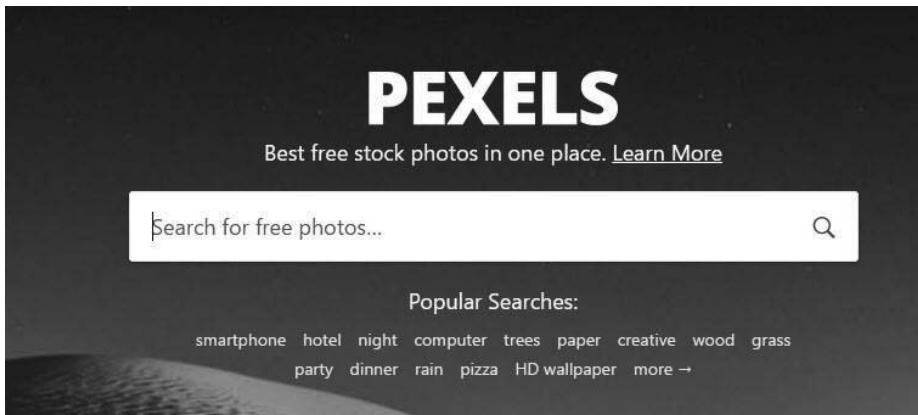 PEXELS
Best free stock photos in one place. Learn More
Search for free photos...
Popular Searches:
smartphone hotel night computer trees paper creative wood grass
party dinner rain pizza HD wallpaper more →